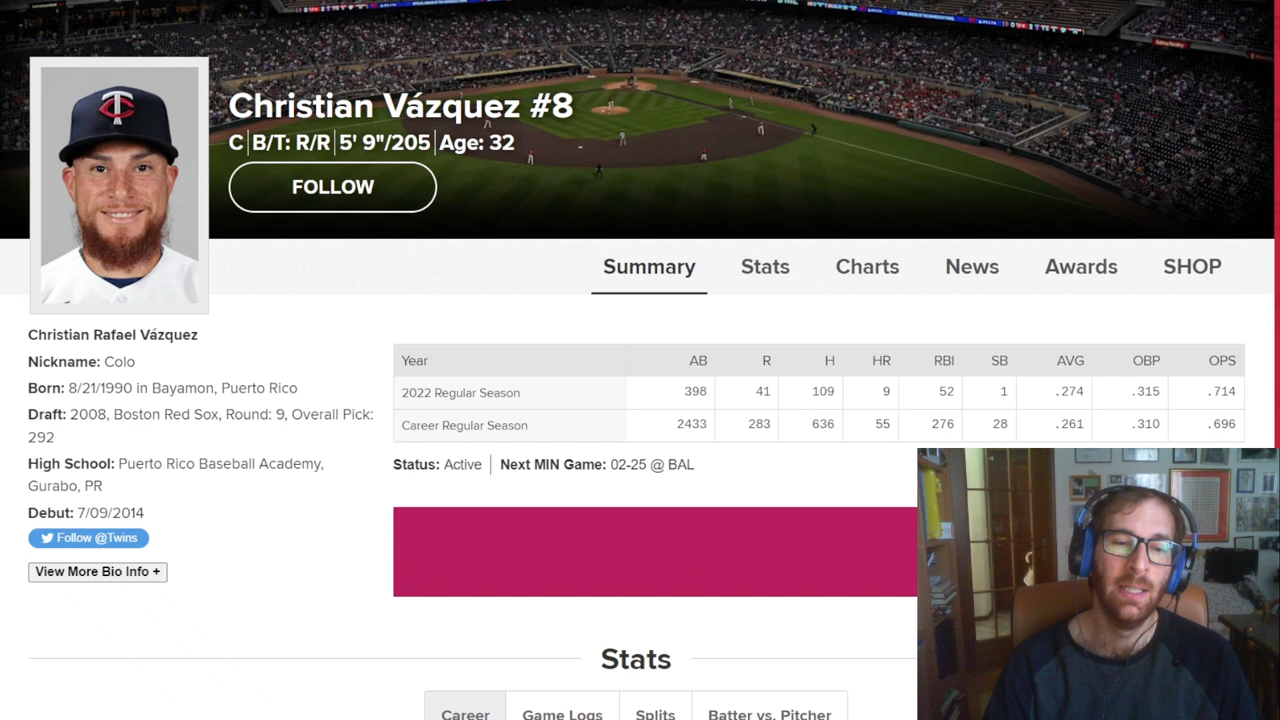 Christian Vázquez #8
C B/T: R/R 5' 9"/205 Age: 32
FOLLOW
Summary Stats Charts News Awards SHOP
Christian Rafael Vázquez
Nickname: Colo
Born: 8/21/1990 in Bayamon, Puerto Rico
Draft: 2008, Boston Red Sox, Round: 9, Overall Pick:
292
High School: Puerto Rico Baseball Academy,
Gurabo, PR
Debut: 7/09/2014
Follow @Twins
View More Bio Info +
Year AB R H HR RBI SB AVG OBP OPS
2022 Regular Season 398 41 109 9 52 1 .274 .315 .714
Career Regular Season 2433 283 636 55 276 28 .261 .310 .696
Status: Active Next MIN Game: 02-25 @ BAL
Stats
Career Game Logs Splits Batter vs. Pitcher